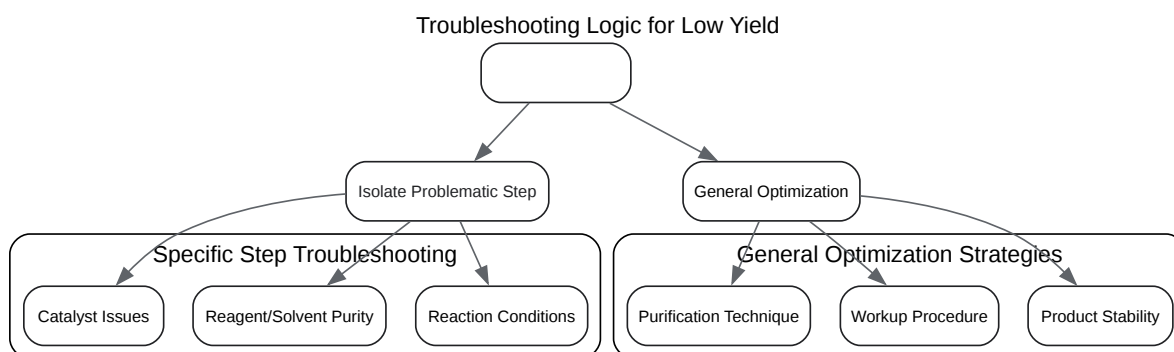 Troubleshooting Logic for Low Yield
Isolate Problematic Step
General Optimization
Specific Step Troubleshooting
General Optimization Strategies
Catalyst Issues
Reagent/Solvent Purity
Reaction Conditions
Purification Technique
Workup Procedure
Product Stability